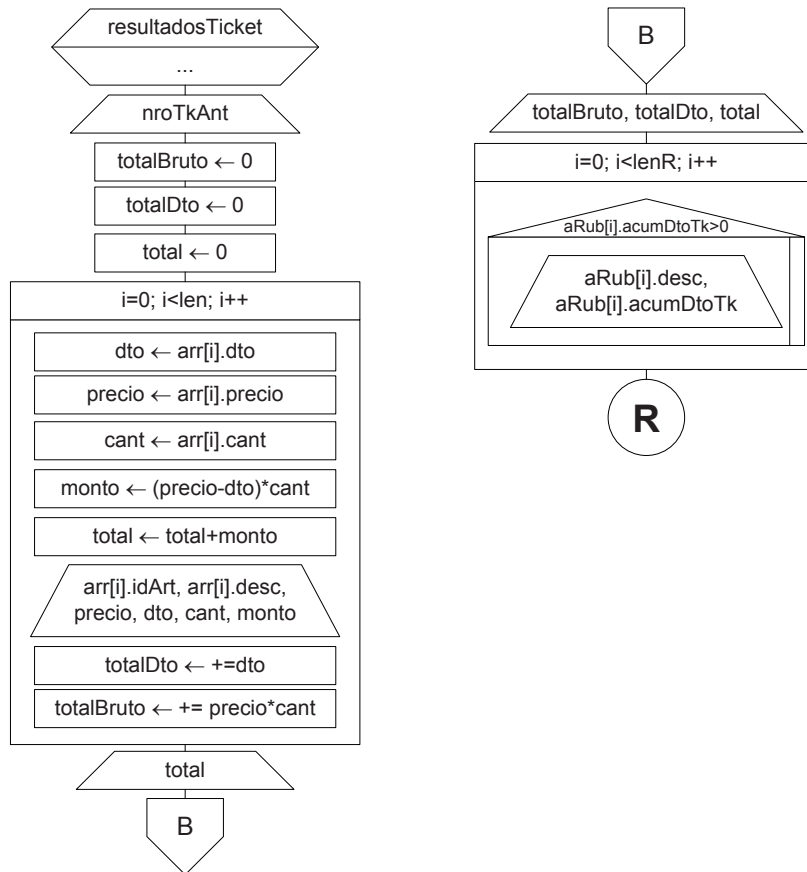 resultadosTicket
...
nroTkAnt
totalBruto ← 0
totalDto ← 0
total ← 0
i=0; i<len; i++
dto ← arr[i].dto
precio ← arr[i].precio
cant ← arr[i].cant
monto ← (precio-dto)*cant
total ← total+monto
arr[i].idArt, arr[i].desc,
precio, dto, cant, monto
totalDto ← +=dto
totalBruto ← += precio*cant
total
B
B
totalBruto, totalDto, total
i=0; i<lenR; i++
aRub[i].acumDtoTk>0
aRub[i].desc,
aRub[i].acumDtoTk
R